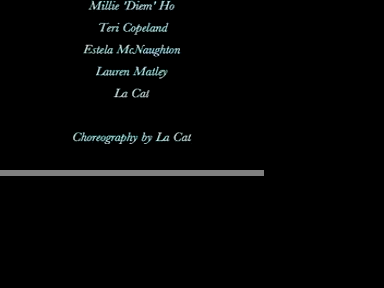 Millie 'Diem' Ho
Teri Copeland
Estela McNaughton
Lauren Matley
La Cat
Choreography by La Cat